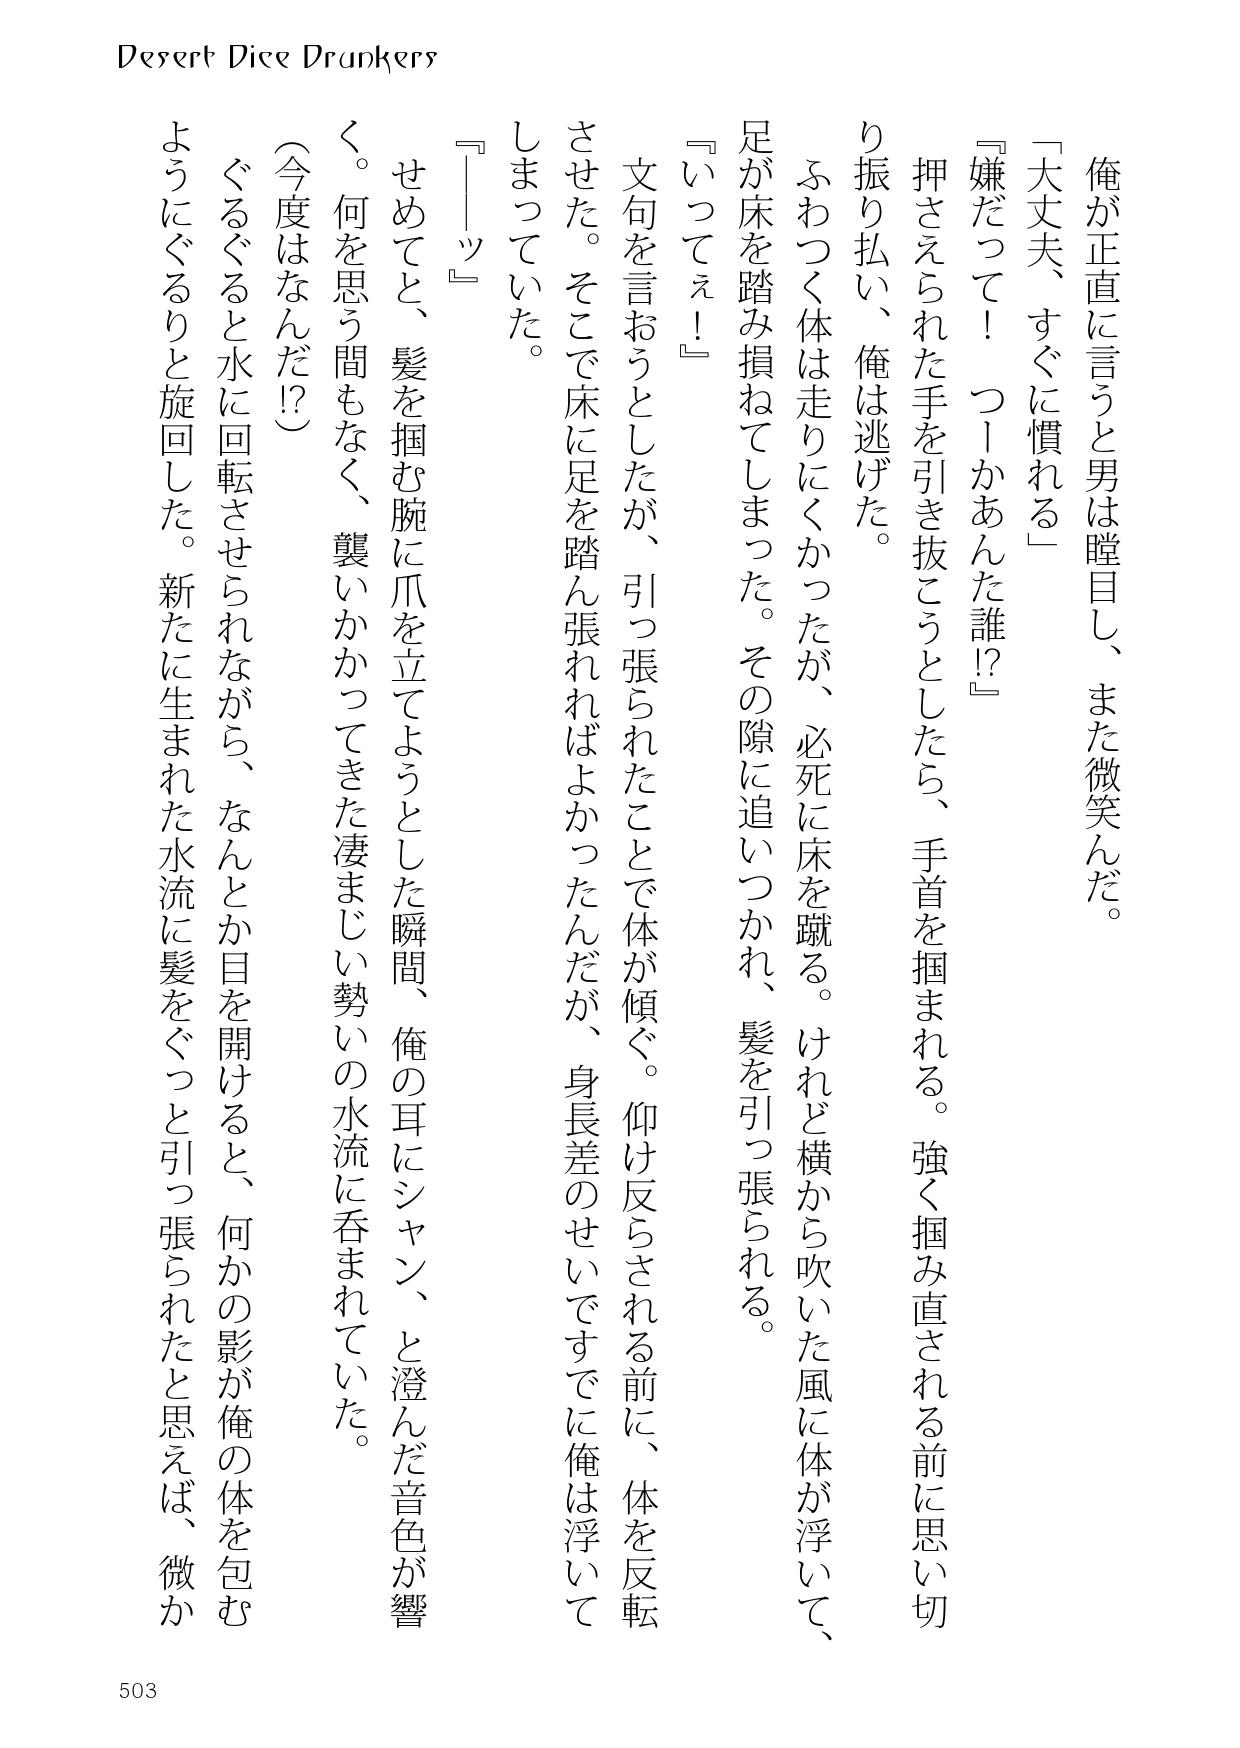 Desert Dice Drunkers
俺が正直に言うと男は瞠目し、また微笑んだ。
「大丈夫、すぐに慣れる」
『嫌だって！　つーかあんた誰!?』
押さえられた手を引き抜こうとしたら、手首を掴まれる。強く掴み直される前に思い切
り振り払い、俺は逃げた。
ふわつく体は走りにくかったが、必死に床を蹴る。けれど横から吹いた風に体が浮いて、
足が床を踏み損ねてしまった。その隙に追いつかれ、髪を引っ張られる。
『いってぇ！』
文句を言おうとしたが、引っ張られたことで体が傾ぐ。仰け反らされる前に、体を反転
させた。そこで床に足を踏ん張れればよかったんだが、身長差のせいですでに俺は浮いて
しまっていた。
『――ッ』
せめてと、髪を掴む腕に爪を立てようとした瞬間、俺の耳にシャン、と澄んだ音色が響
く。何を思う間もなく、襲いかかってきた凄まじい勢いの水流に呑まれていた。
（今度はなんだ!?）
ぐるぐると水に回転させられながら、なんとか目を開けると、何かの影が俺の体を包む
ようにぐるりと旋回した。新たに生まれた水流に髪をぐっと引っ張られたと思えば、微か
503